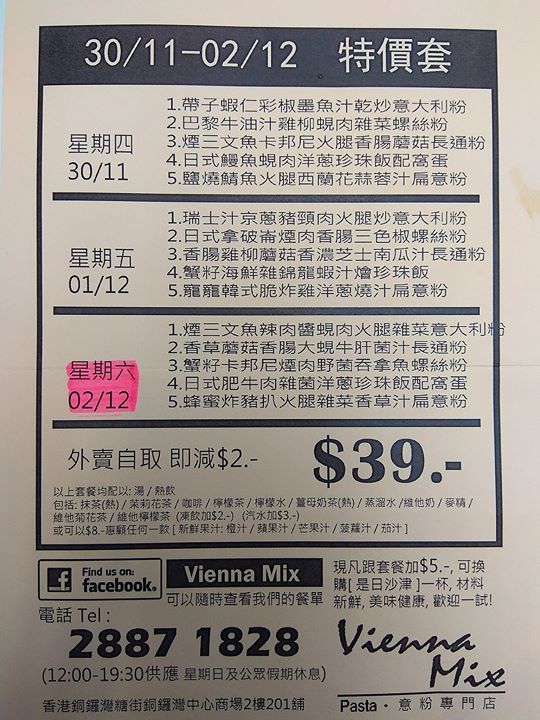 30/11-02/12 特價套
星期四
30/11
1.帶子蝦仁彩椒墨魚汁乾炒意大利粉
2.巴黎牛油汁雞柳蜆肉雜菜螺絲粉
3.煙三文魚卡邦尼火腿香腸蘑菇長通粉
4.日式鰻魚蜆肉洋蔥珍珠飯配窩蛋
5.鹽燒鯖魚火腿西蘭花蒜蓉汁扁意粉
星期五
01/12
1.瑞士汁京蔥豬頸肉火腿炒意大利粉
2.日式拿破崙煙肉香腸三色椒螺絲粉
3.香腸雞柳蘑菇香濃芝士南瓜汁長通粉
4.蟹籽海鮮雜錦龍蝦汁燴珍珠飯
5.龍龍韓式脆炸雞洋蔥燒汁扁意粉
星期六
02/12
1.煙三文魚辣肉醬蜆肉火腿雜菜意大利粉
2.香草蘑菇香腸大蜆牛肝菌汁長通粉
3.蟹籽卡邦尼煙肉野菌吞拿魚螺絲粉
4.日式肥牛肉雜菌洋蔥珍珠飯配窩蛋
5.蜂蜜炸豬扒火腿雜菜香草汁扁意粉
外賣自取 即減$2.-
$39.-
以上套餐均配以: 湯 / 熱飲
包括: 抹茶(熱) / 茉莉花茶 / 咖啡 / 檸檬茶 / 檸檬水 / 薑母奶茶(熱) / 蒸溜水 / 維他奶 / 麥精 /
維他菊花茶 / 維他檸檬茶 (凍飲加$2.-) (汽水加$3.-)
或可以$8.-惠顧任何一款 [ 新鮮果汁: 橙汁 / 蘋果汁 / 芒果汁 / 菠蘿汁 / 茄汁 ]
Find us on:
facebook.
Vienna Mix
可以隨時查看我們的餐單
現凡跟套餐加$5.-, 可換
購[ 是日沙津 ]一杯, 材料
新鮮, 美味健康, 歡迎一試!
電話 Tel :
2887 1828
(12:00-19:30供應 星期日及公眾假期休息)
香港銅鑼灣糖街銅鑼灣中心商場2樓201舖
Vienna
Mix
Pasta · 意粉專門店